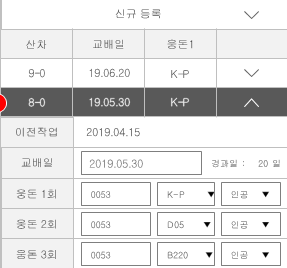 신규 등록
산차 교배일 웅돈1
9-0 19.06.20 K-P
8-0 19.05.30 K-P
이전작업 2019.04.15
교배일 2019.05.30 경과일 : 20 일
웅돈 1회 0053 K-P 인공
웅돈 2회 0053 D05 인공
웅돈 3회 0053 B220 인공